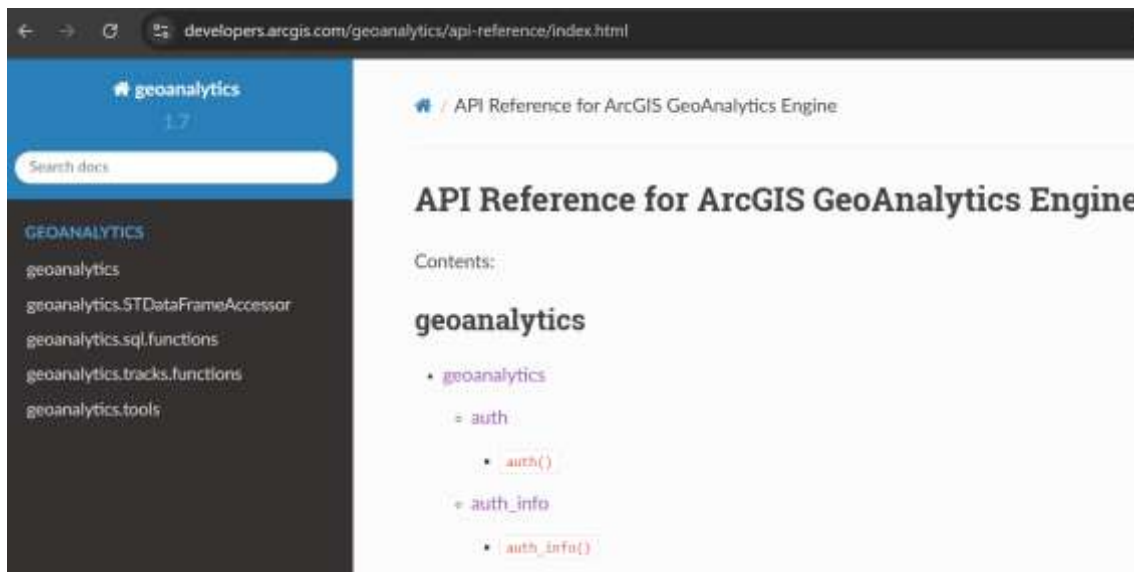 developers.arcgis.com/geoanalytics/api-reference/index.html
geoanalytics
1.7
Search docs
GEOANALYTICS
geoanalytics
geoanalytics.STDataFrameAccessor
geoanalytics.sql.functions
geoanalytics.tracks.functions
geoanalytics.tools
/ API Reference for ArcGIS GeoAnalytics Engine
API Reference for ArcGIS GeoAnalytics Engine
Contents:
geoanalytics
geoanalytics
auth
auth()
auth_info
auth_info()